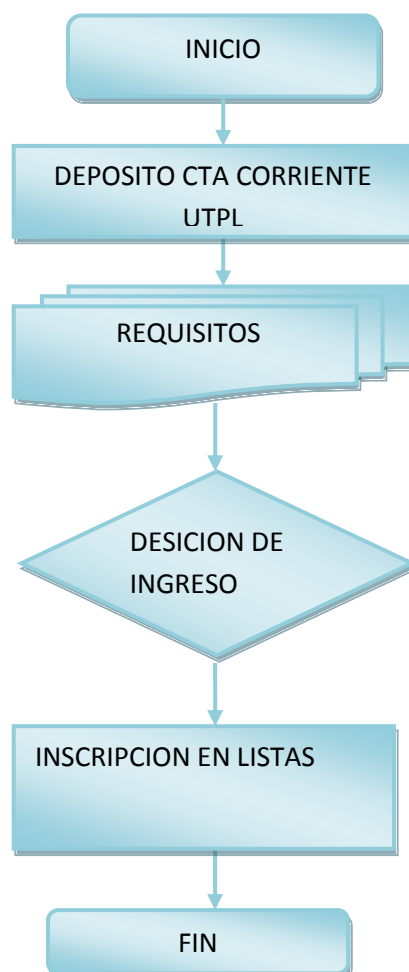 INICIO
DEPOSITO CTA CORRIENTE
UTPL
REQUISITOS
DESICION DE
INGRESO
INSCRIPCION EN LISTAS
FIN